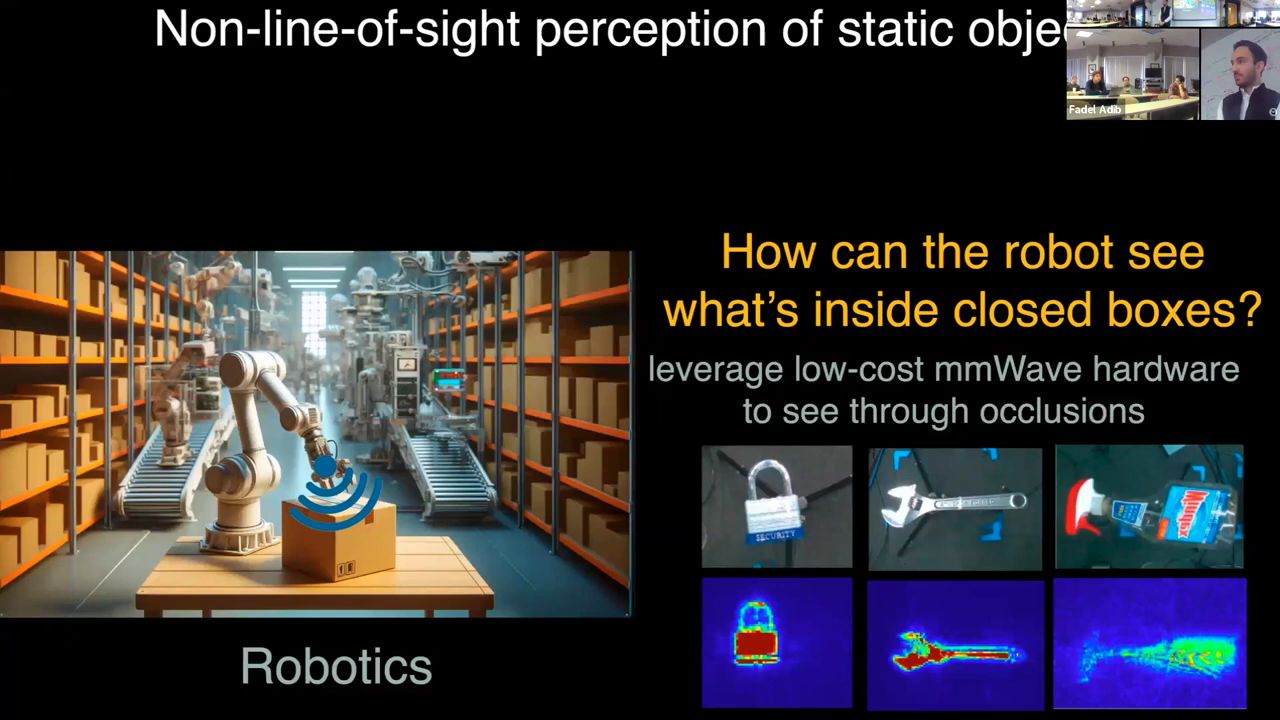 Non-line-of-sight perception of static obje
Fadel Adib
How can the robot see
what's inside closed boxes?
leverage low-cost mmWave hardware
to see through occlusions
SECURITY
Windex
Robotics